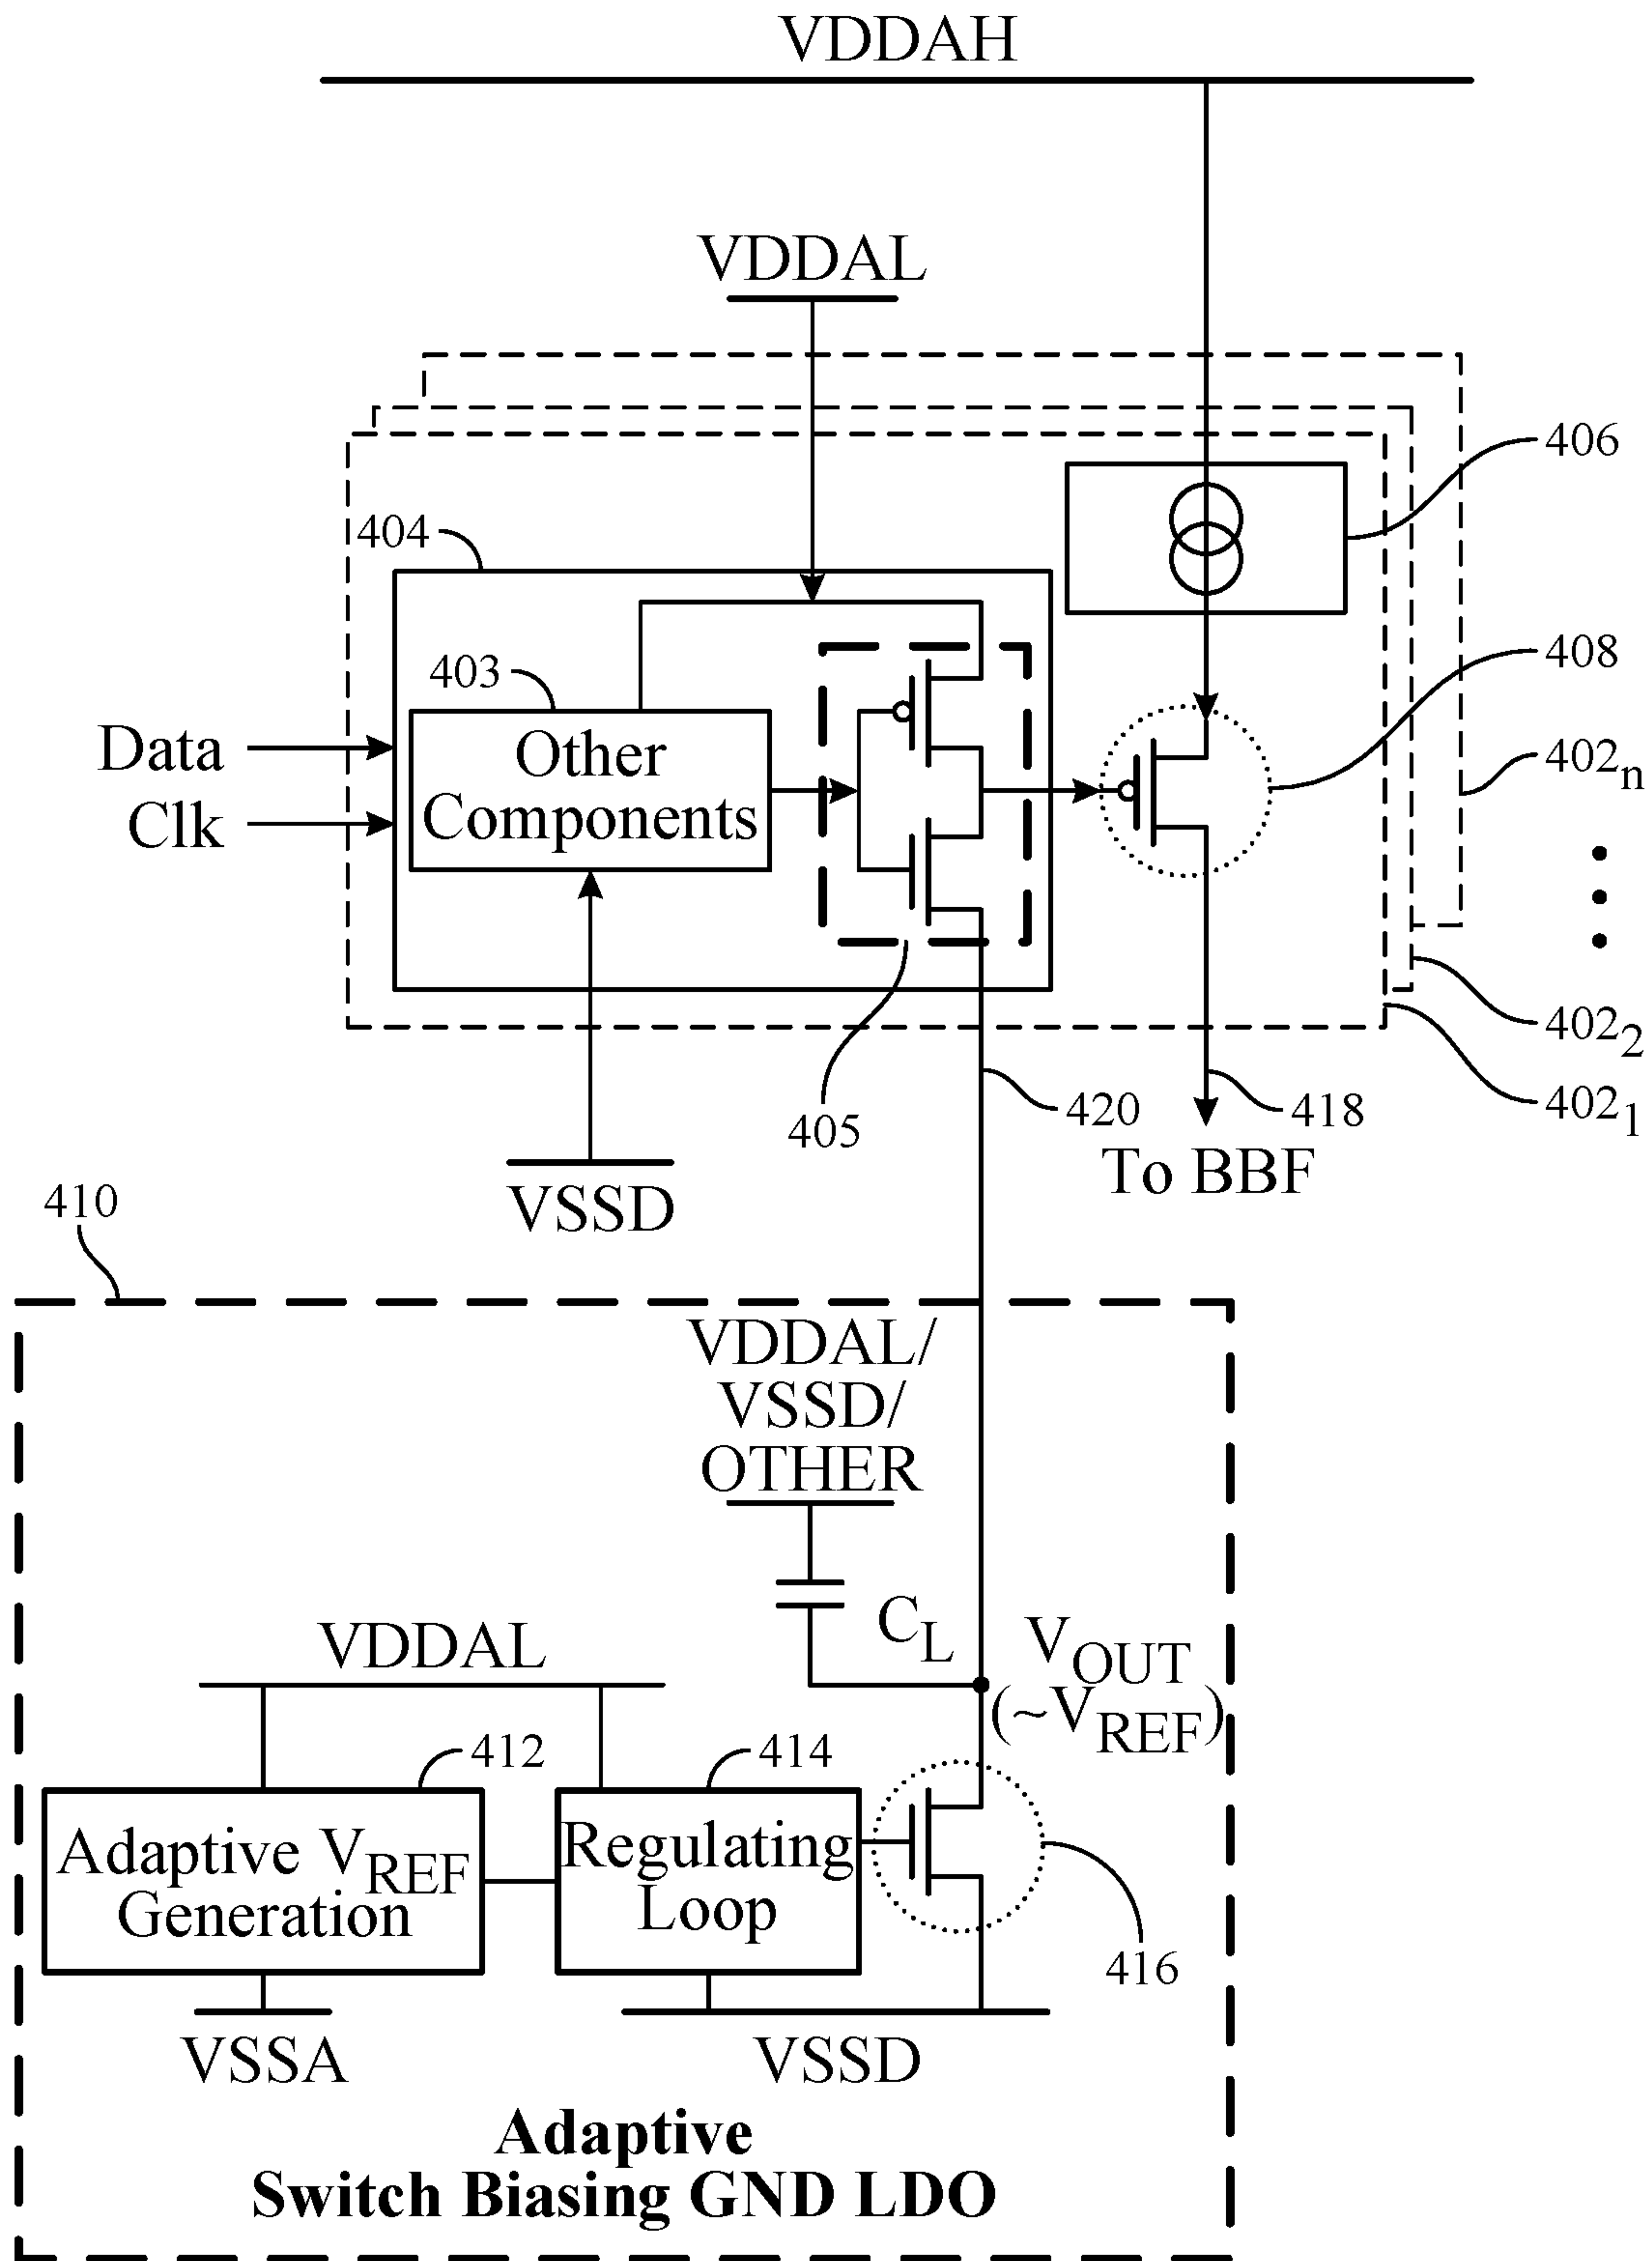 VDDAH
VDDAL
406
404
408
403
Data
Other
Components
402n
Clk
4022
4021
405
420
418
To BBF
VSSD
410
VDDAL/
VSSD/
OTHER
CL
VOUT
(~VREF)
VDDAL
412
414
Adaptive VREF
Generation
Regulating
Loop
416
VSSA
VSSD
Adaptive
Switch Biasing GND LDO